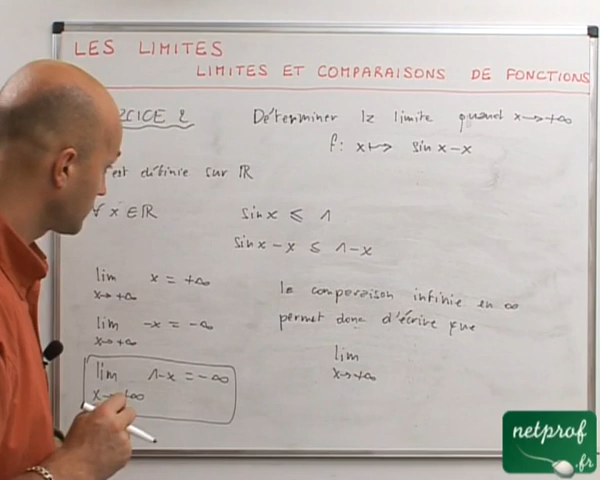 LES LIMITES
LIMITES ET COMPARAISONS DE FONCTIONS
2 Déterminer la limite quand x→+∞
f: x↦ sin x-x
est définie sur ℝ
∀ x∈ℝ sin x ≤ 1
sin x - x ≤ 1-x
lim x = +∞
x→+∞
la comparaison infinie en ∞
lim -x = -∞
x→+∞
permet donc d'écrire que
lim 1-x = -∞
x→+∞
lim
x→+∞
netprof
.fr